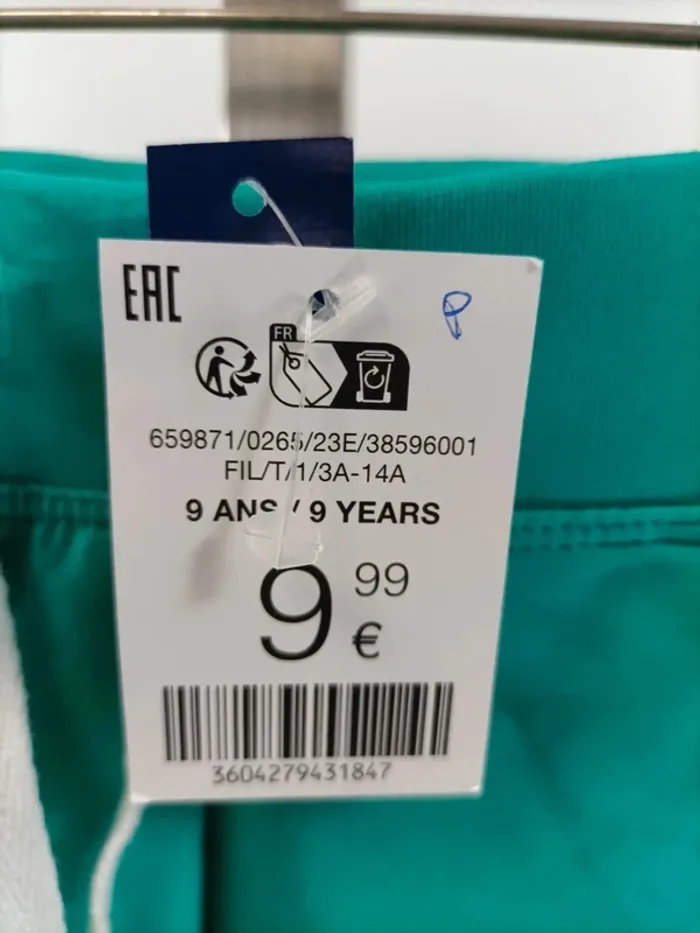 EAC
FR
659871/0265/23E/38596001
FIL/T/1/3A-14A
9 ANS / 9 YEARS
9 99
€
3604279431847